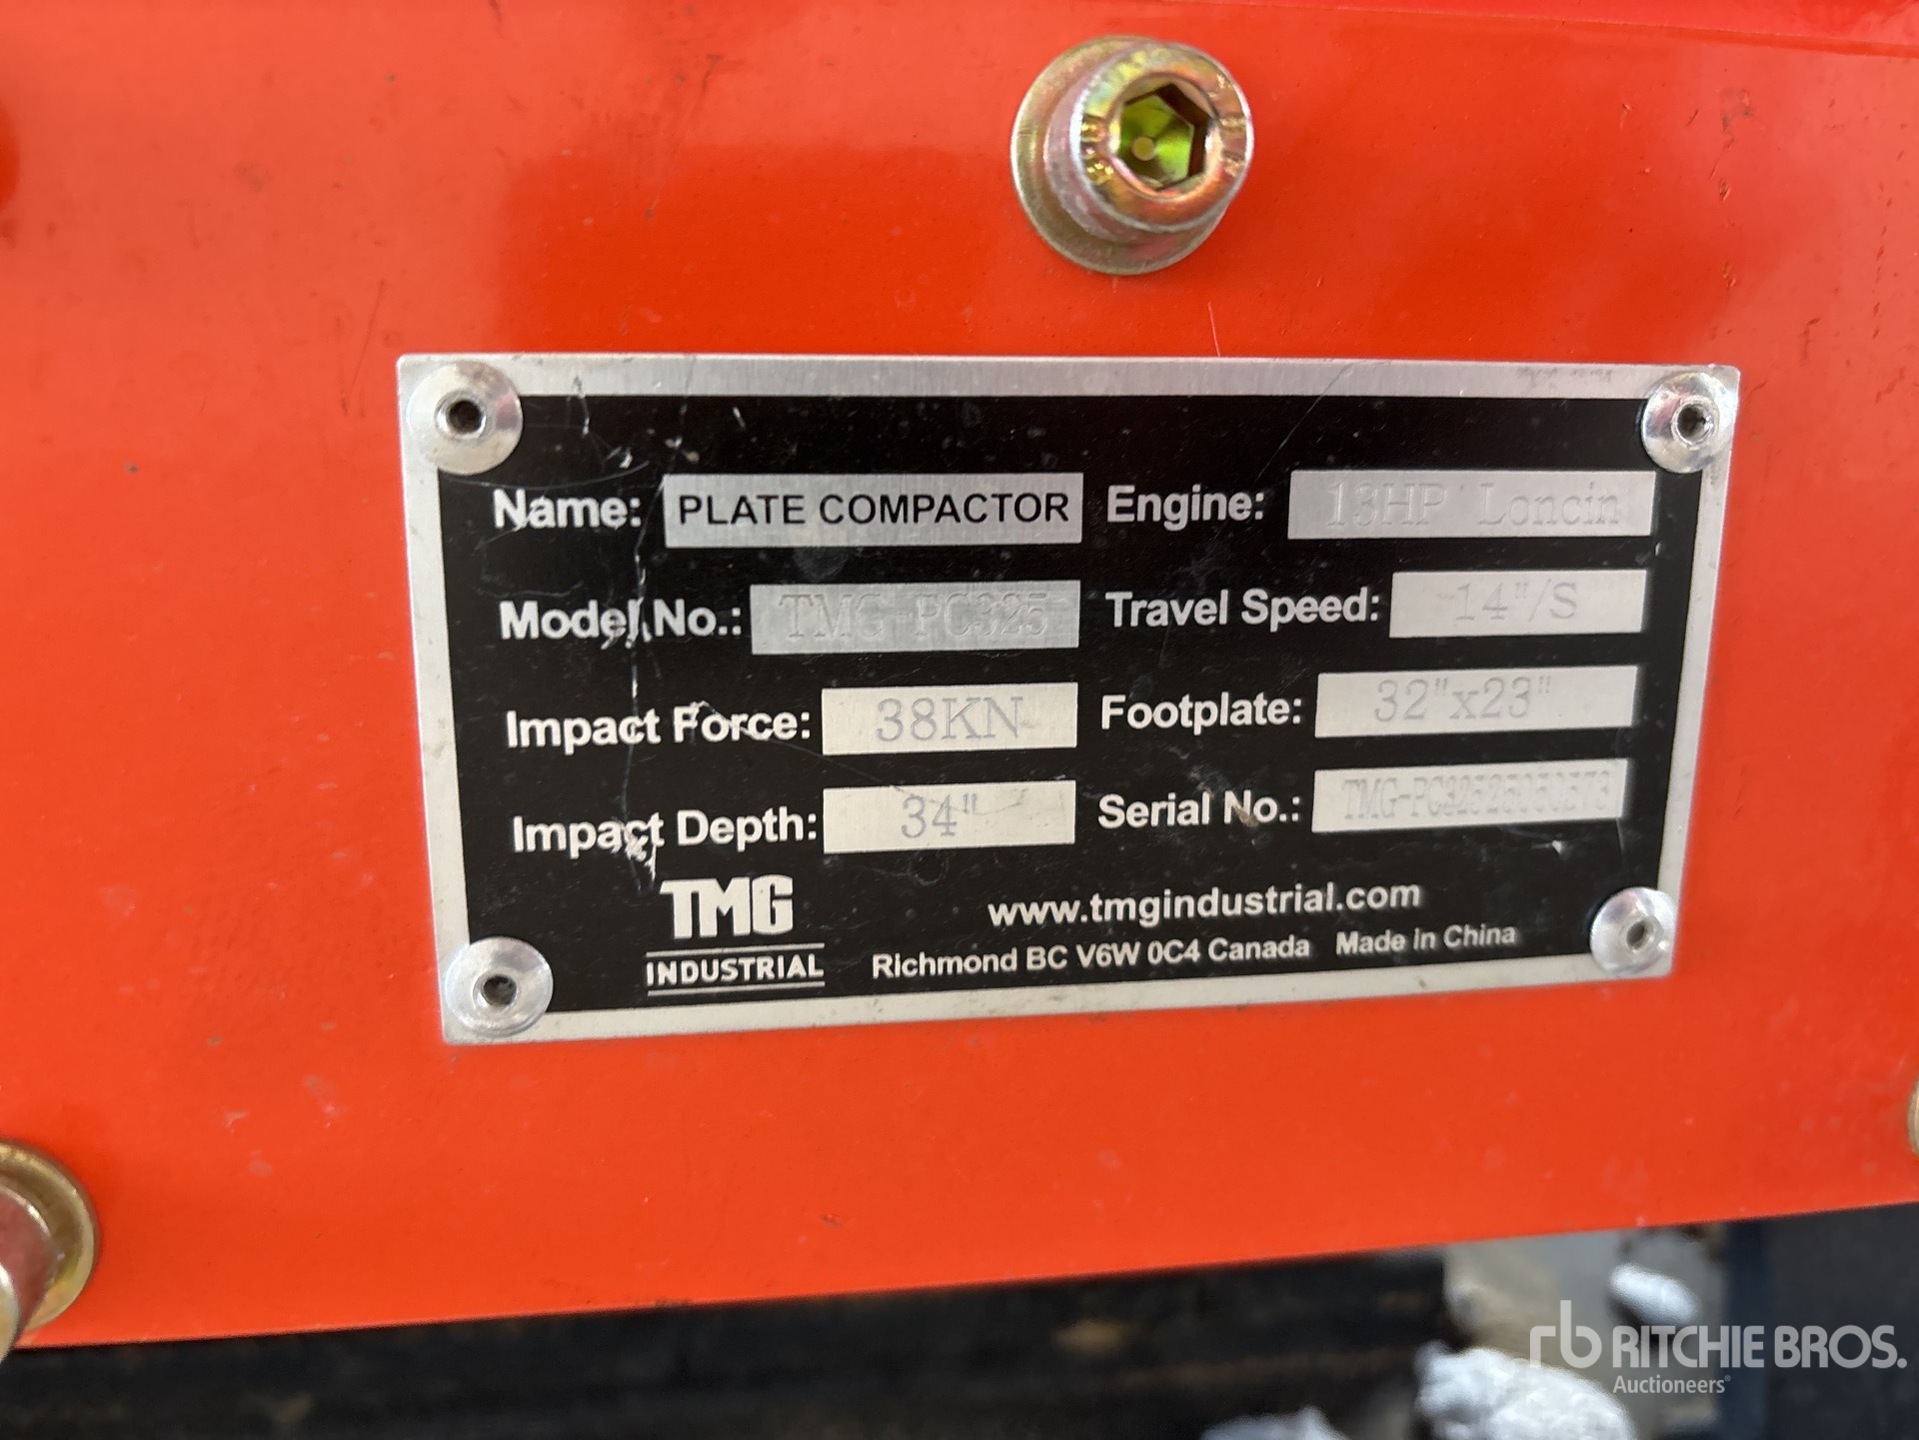 Name: PLATE COMPACTOR Engine: 13HP Loncin
Model No.: TMG-PC325 Travel Speed: 14"/S
Impact Force: 38KN Footplate: 32"x23"
Impact Depth: 34" Serial No.:
TMG
INDUSTRIAL
www.tmgindustrial.com
Richmond BC V6W 0C4 Canada Made in China
rb RITCHIE BROS.
Auctioneers®